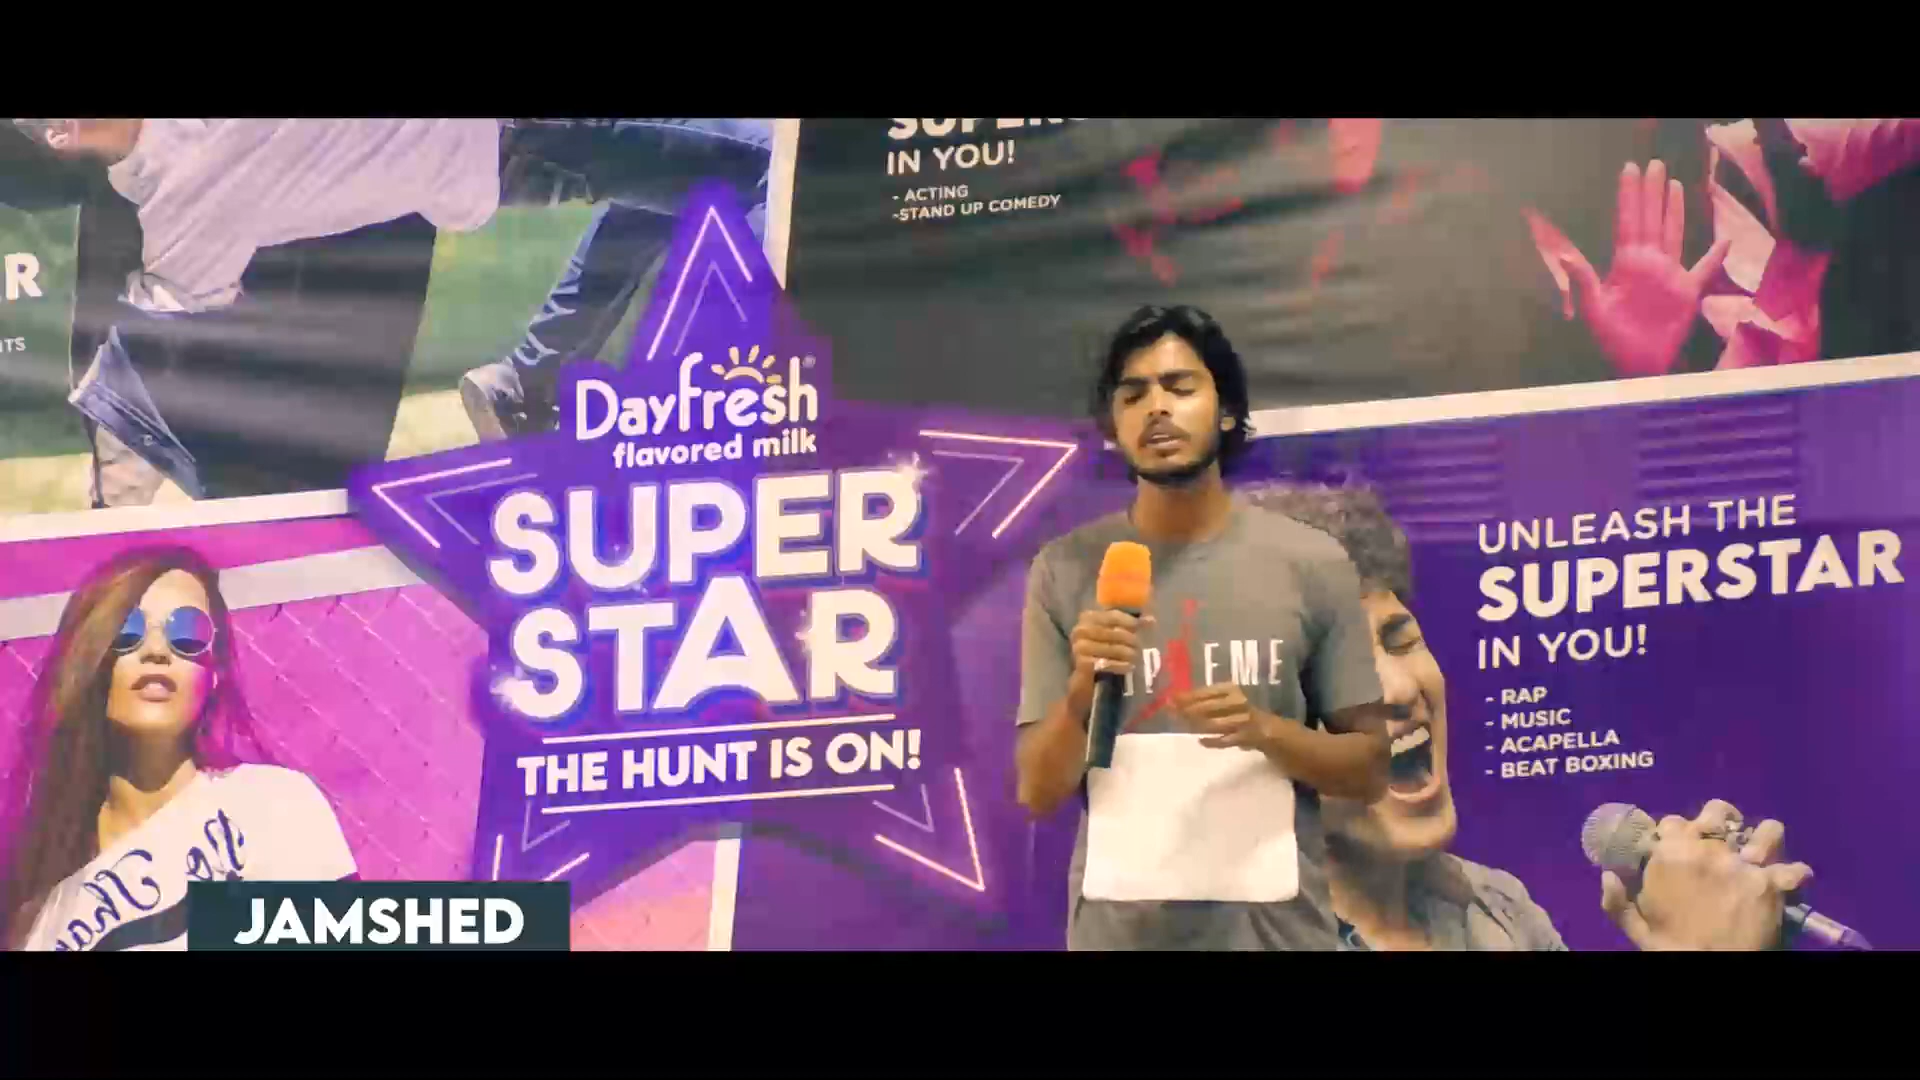 IN YOU!
- ACTING
-STAND UP COMEDY
Dayfresh®
flavored milk
SUPER
STAR
THE HUNT IS ON!
UNLEASH THE
SUPERSTAR
IN YOU!
- RAP
- MUSIC
- ACAPELLA
- BEAT BOXING
JAMSHED